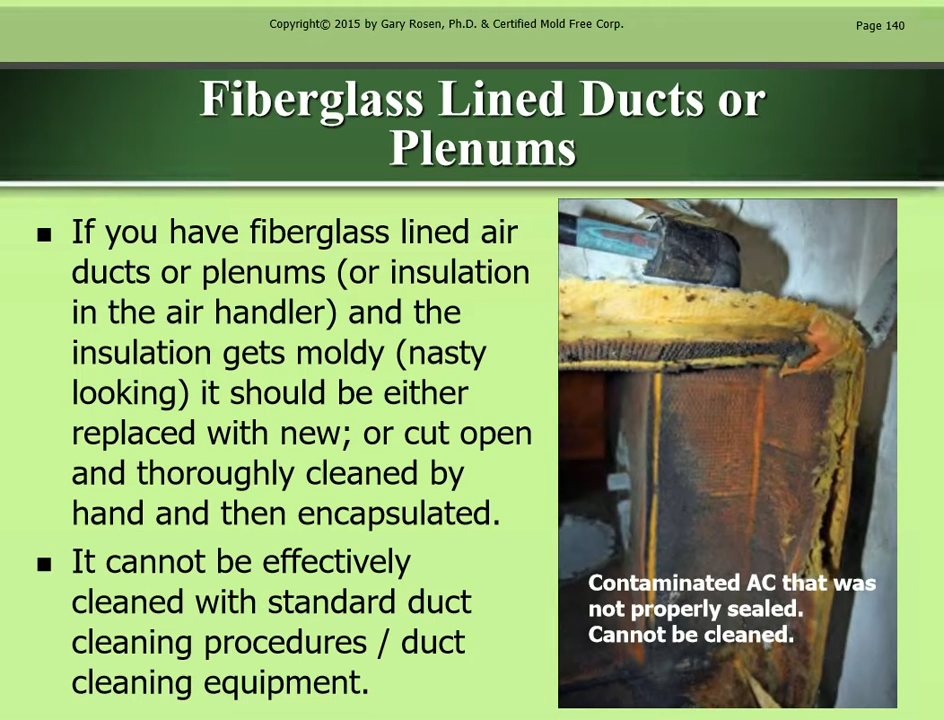 Copyright© 2015 by Gary Rosen, Ph.D. & Certified Mold Free Corp.
Page 140
Fiberglass Lined Ducts or
Plenums
If you have fiberglass lined air
ducts or plenums (or insulation
in the air handler) and the
insulation gets moldy (nasty
looking) it should be either
replaced with new; or cut open
and thoroughly cleaned by
hand and then encapsulated.
It cannot be effectively
cleaned with standard duct
cleaning procedures / duct
cleaning equipment.
Contaminated AC that was
not properly sealed.
Cannot be cleaned.